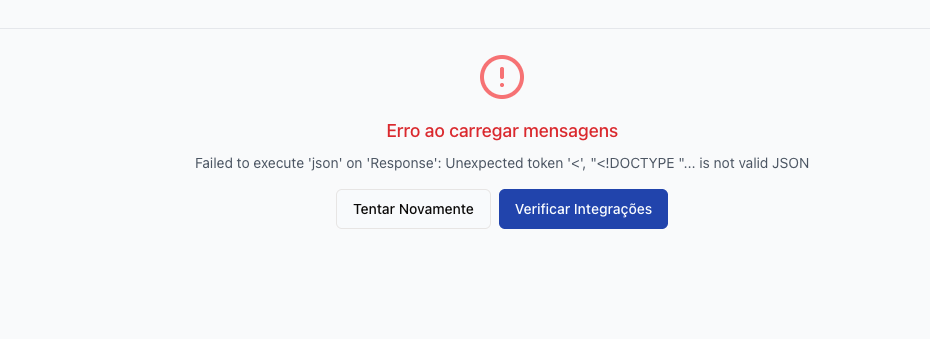 Erro ao carregar mensagens
Failed to execute 'json' on 'Response': Unexpected token '<', "<!DOCTYPE "... is not valid JSON
Tentar Novamente
Verificar Integrações